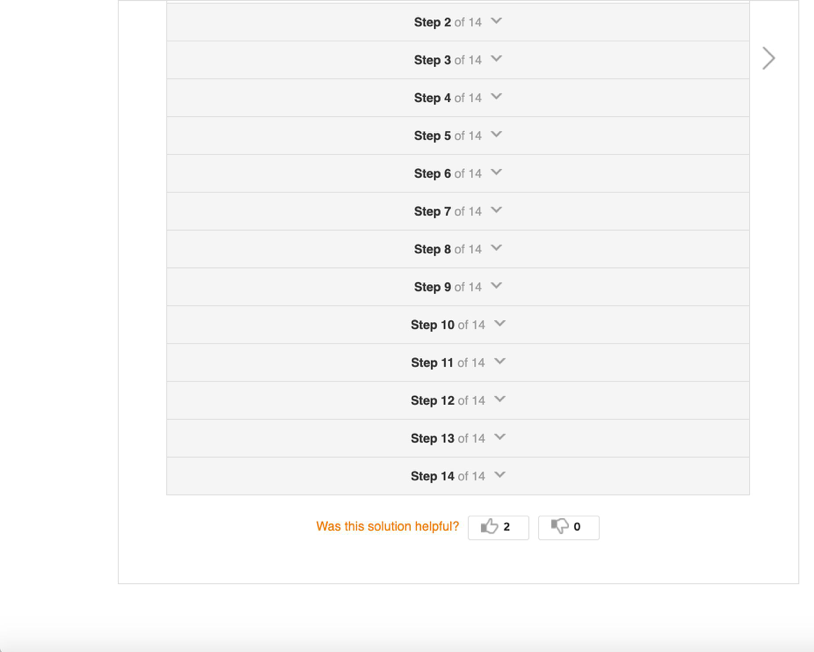 Step 2 of 14
Step 3 of 14
Step 4 of 14
Step 5 of 14
Step 6 of 14
Step 7 of 14
Step 8 of 14
Step 9 of 14
Step 10 of 14
Step 11 of 14
Step 12 of 14
Step 13 of 14
Step 14 of 14
Was this solution helpful? 2 0